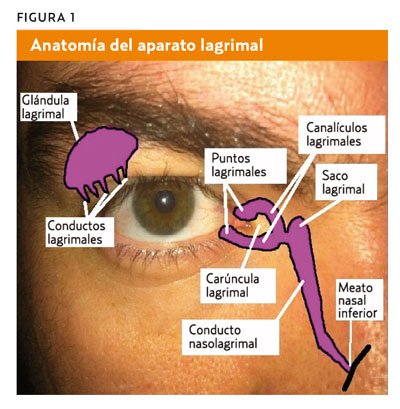 FIGURA 1
Anatomía del aparato lagrimal
Glándula
lagrimal
Canalículos
lagrimales
Puntos
lagrimales
Saco
lagrimal
Conductos
lagrimales
Carúncula
lagrimal
Meato
nasal
inferior
Conducto
nasolagrimal